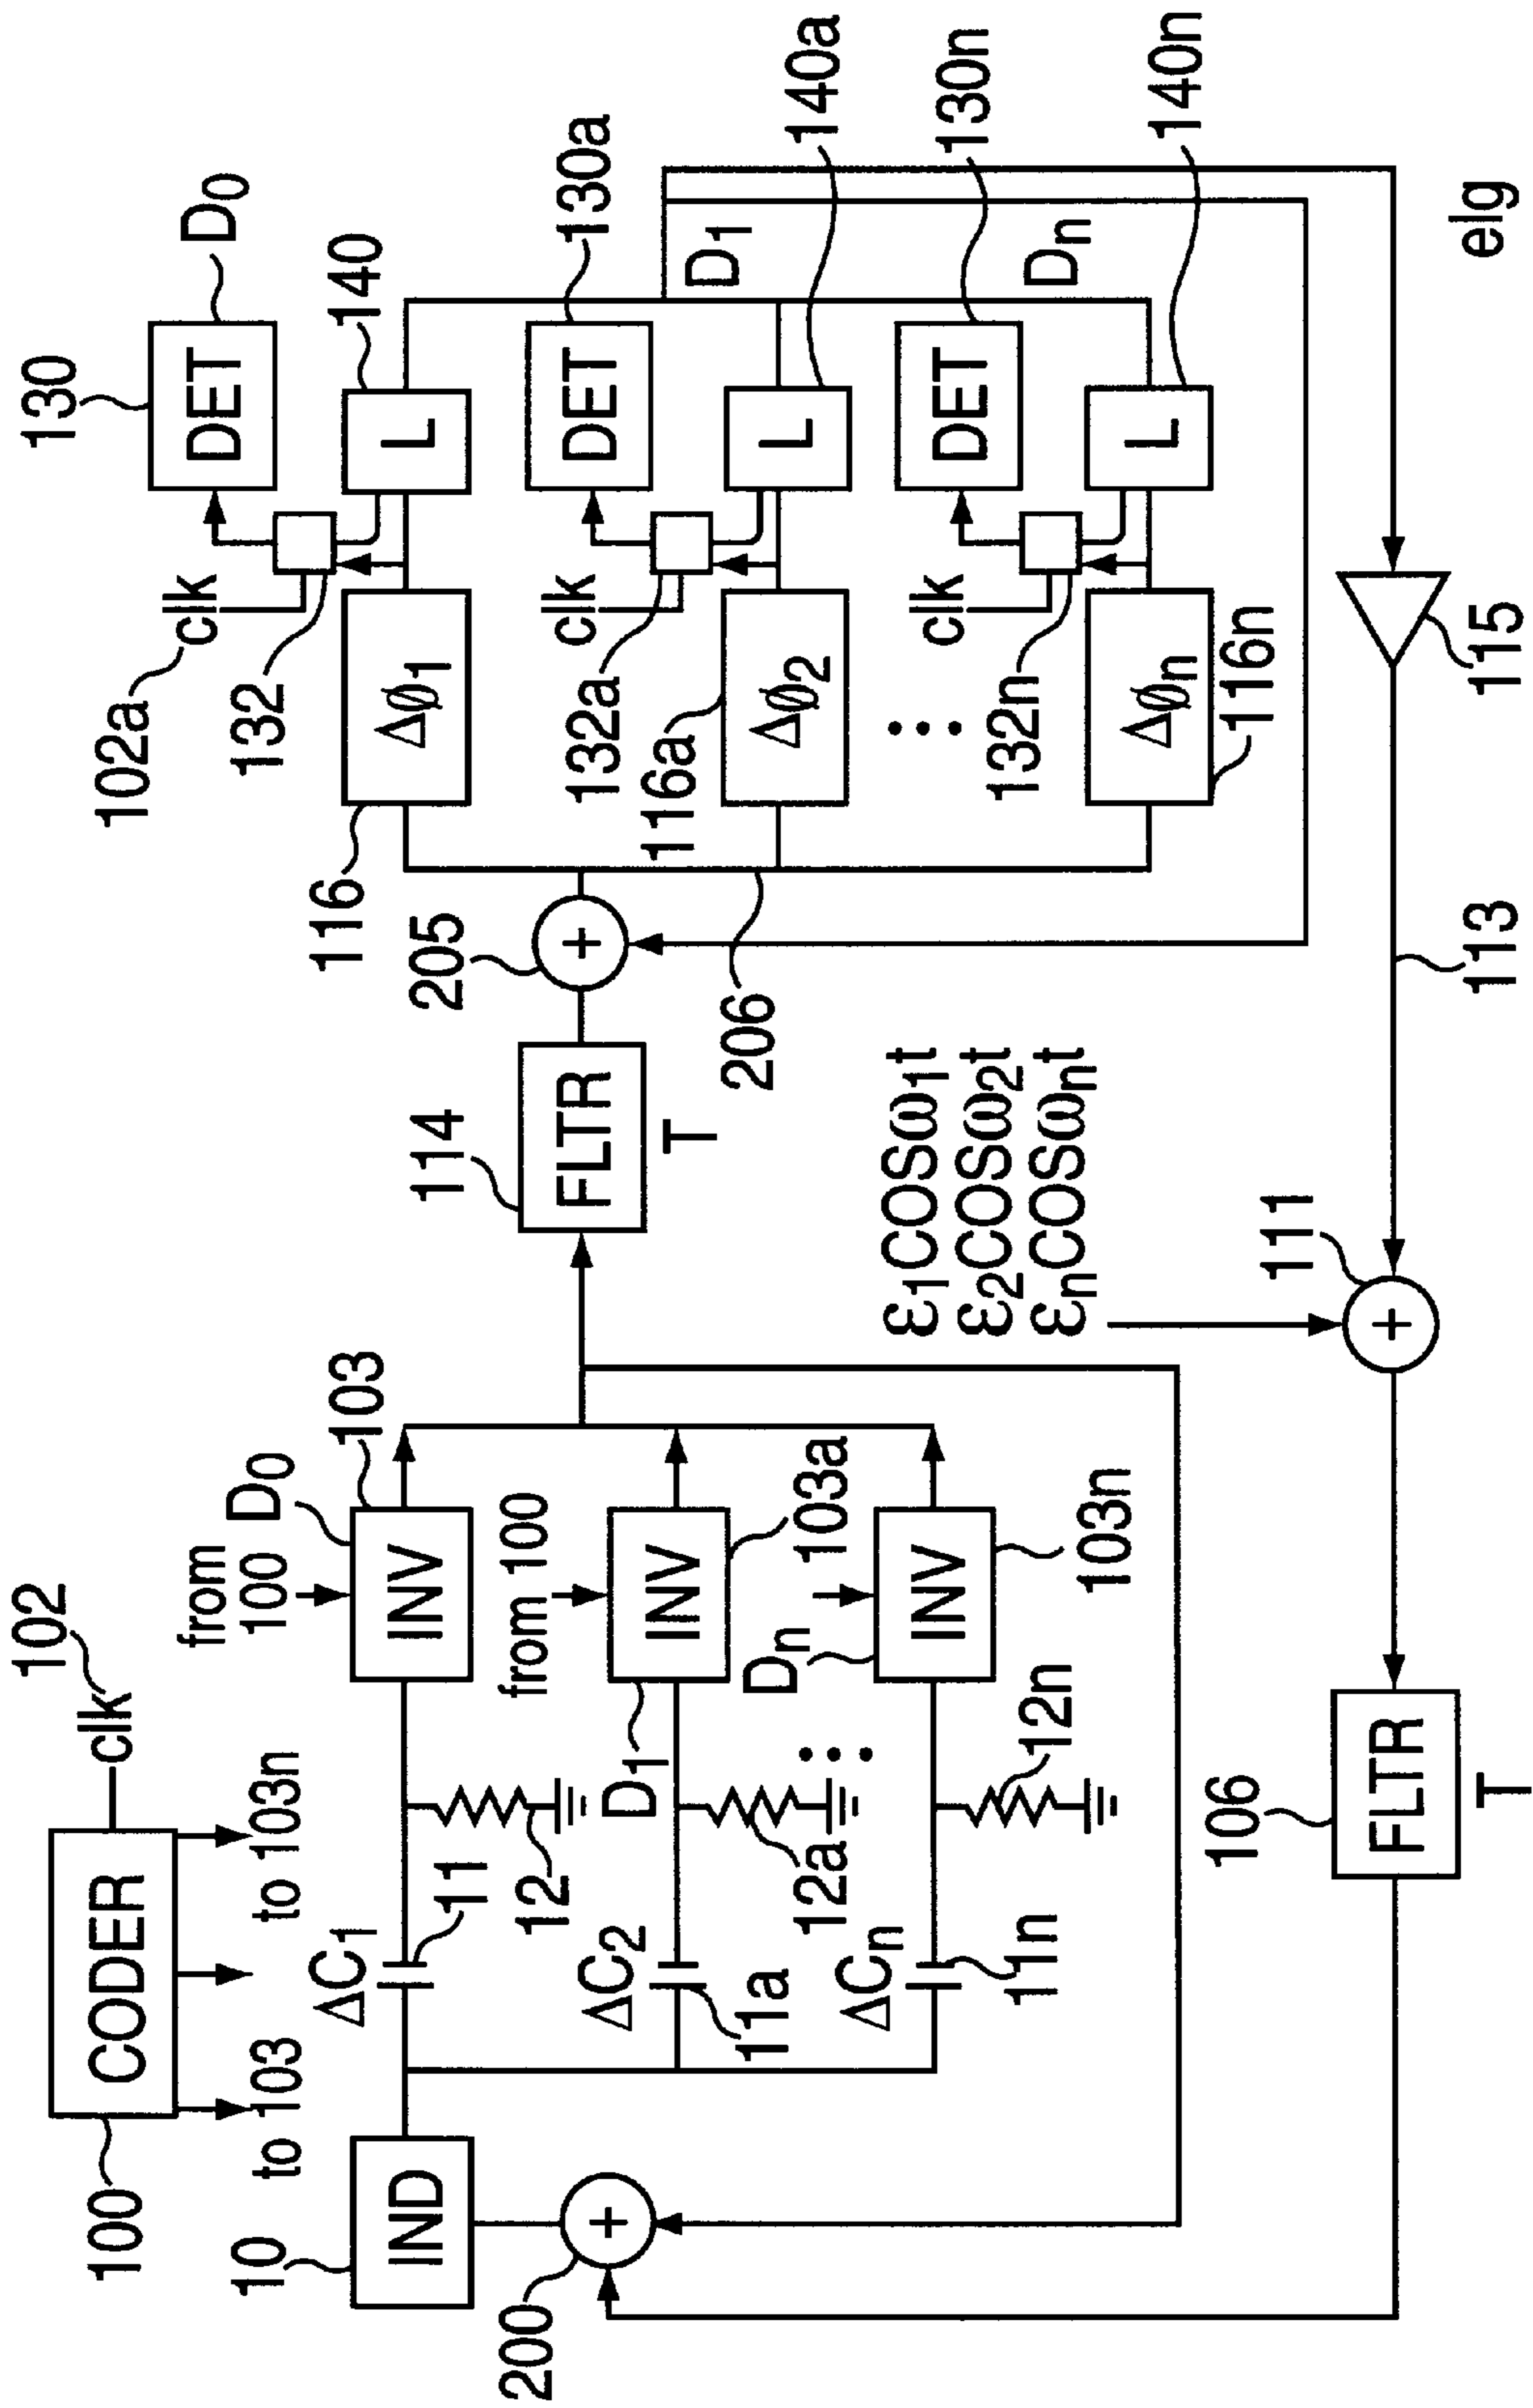 100
CODER
clk
102
to 103
to 103n
10
IND
200
+
ΔC1
11
12
from
100
D0
INV
103
ΔC2
11a
12a
D1
from 100
INV
103a
ΔCn
11n
12n
Dn
INV
103n
114
FLTR
T
205
+
206
ε1COSω1t
ε2COSω2t
εnCOSωnt
111
+
106
FLTR
T
113
115
elg
116
Δø1
102a
clk
132
130
DET
D0
L
140
116a
Δø2
clk
132a
DET
130a
L
D1
140a
116n
Δøn
clk
132n
DET
130n
L
Dn
140n